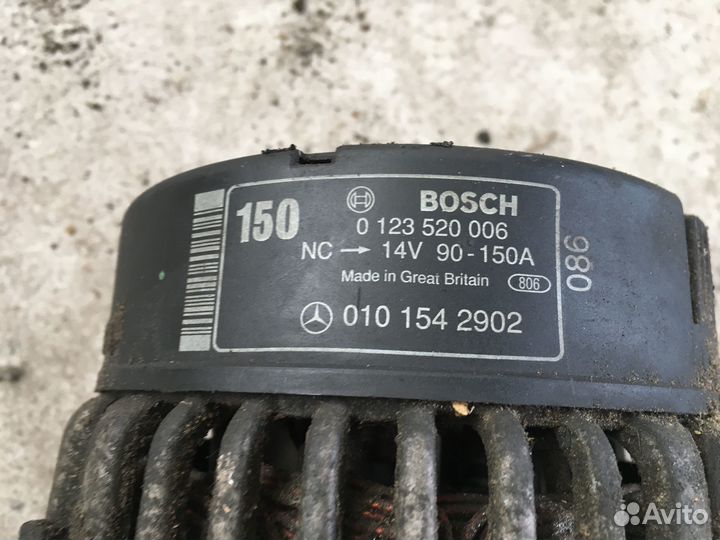 150
BOSCH
0 123 520 006
NC → 14V 90-150A
Made in Great Britain 806
010 154 2902
086
Avito